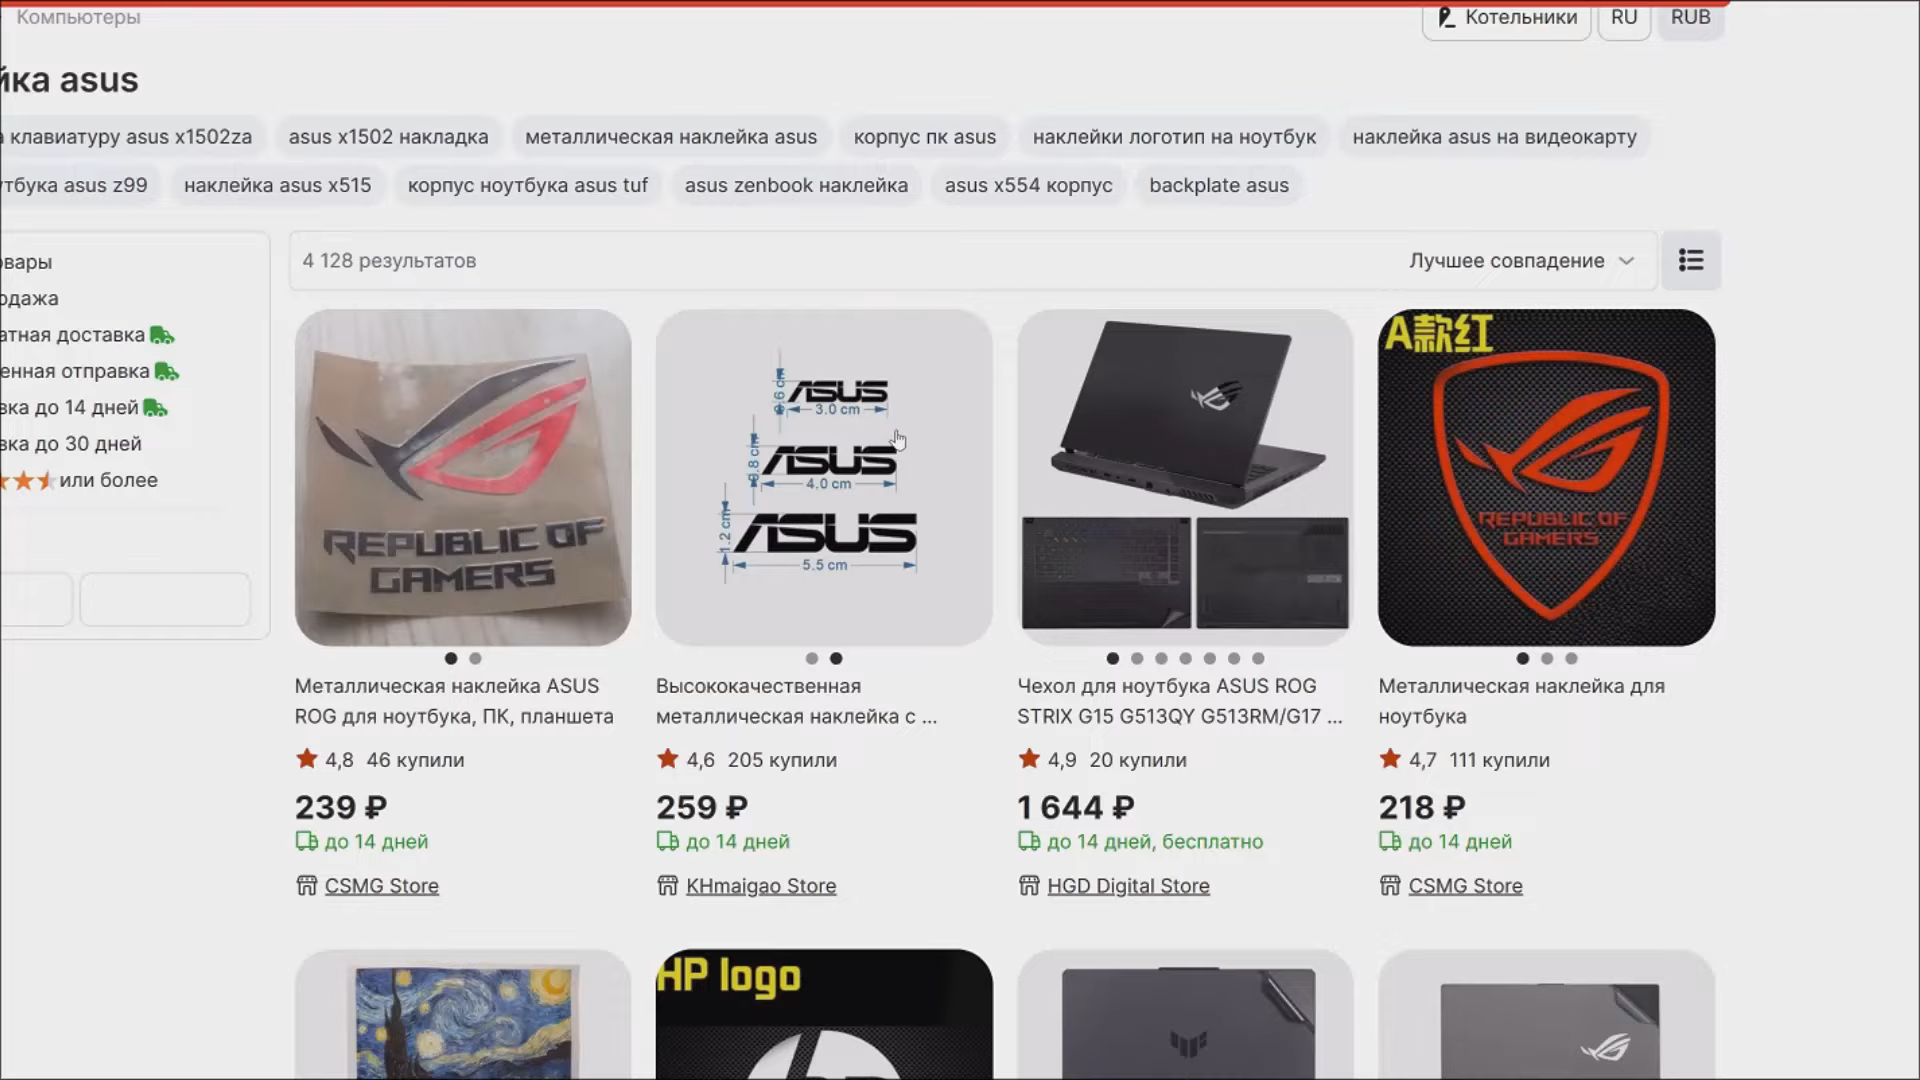 Компьютеры
Котельники
RU
RUB
йка asus
клавиатуру asus x1502za
asus x1502 накладка
металлическая наклейка asus
корпус пк asus
наклейки логотип на ноутбук
наклейка asus на видеокарту
утбука asus z99
наклейка asus x515
корпус ноутбука asus tuf
asus zenbook наклейка
asus x554 корпус
backplate asus
вары
одажа
атная доставка
енная отправка
вка до 14 дней
вка до 30 дней
или более
4 128 результатов
Лучшее совпадение
REPUBLIC OF
GAMERS
ASUS
3.0 cm
ASUS
0.8 cm
4.0 cm
ASUS
1.2 cm
5.5 cm
A款红
REPUBLIC OF
GAMERS
Металлическая наклейка ASUS
ROG для ноутбука, ПК, планшета
4,8 46 купили
239 ₽
до 14 дней
CSMG Store
Высококачественная
металлическая наклейка с ...
4,6 205 купили
259 ₽
до 14 дней
KHmaigao Store
Чехол для ноутбука ASUS ROG
STRIX G15 G513QY G513RM/G17 ...
4,9 20 купили
1 644 ₽
до 14 дней, бесплатно
HGD Digital Store
Металлическая наклейка для
ноутбука
4,7 111 купили
218 ₽
до 14 дней
CSMG Store
HP logo